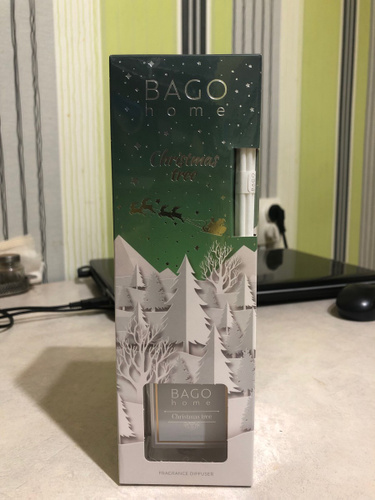 BAGO
home
Christmas
tree
BAGO
home
Christmas tree
FRAGRANCE DIFFUSER